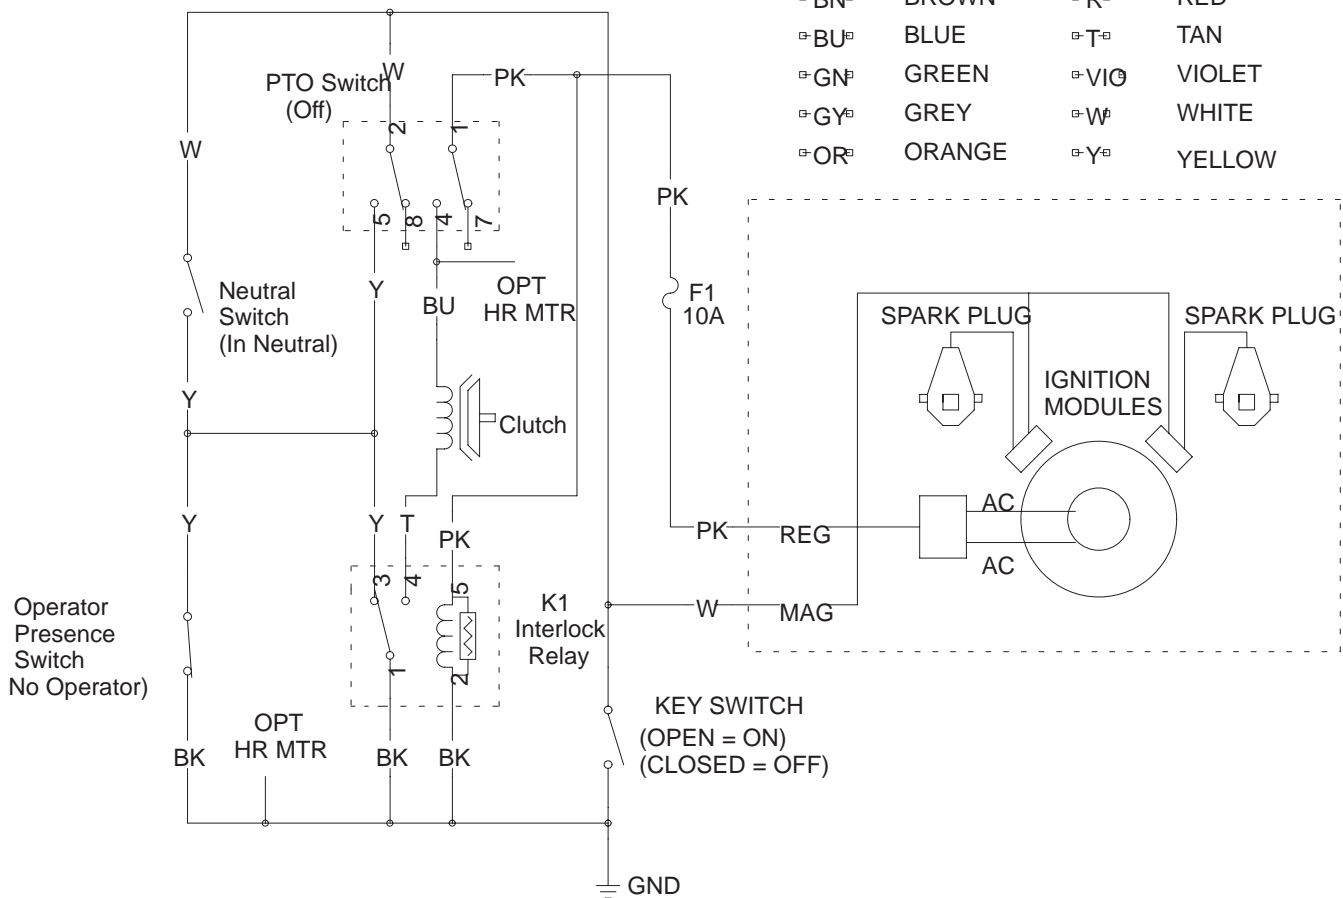 BN BROWN R RED
BU BLUE T TAN
GN GREEN VIO VIOLET
GY GREY W WHITE
OR ORANGE Y YELLOW
W
PTO Switch
(Off)
PK
2
1
W
5
8
4
7
PK
Neutral
Switch
(In Neutral)
Y
BU
OPT
HR MTR
F1
10A
SPARK PLUG
SPARK PLUG
IGNITION
MODULES
Y
Clutch
Y
Y
T
PK
PK
REG
AC
AC
3
4
5
K1
Interlock
Relay
W
MAG
Operator
Presence
Switch
No Operator)
1
2
KEY SWITCH
(OPEN = ON)
(CLOSED = OFF)
OPT
HR MTR
BK
BK
BK
GND